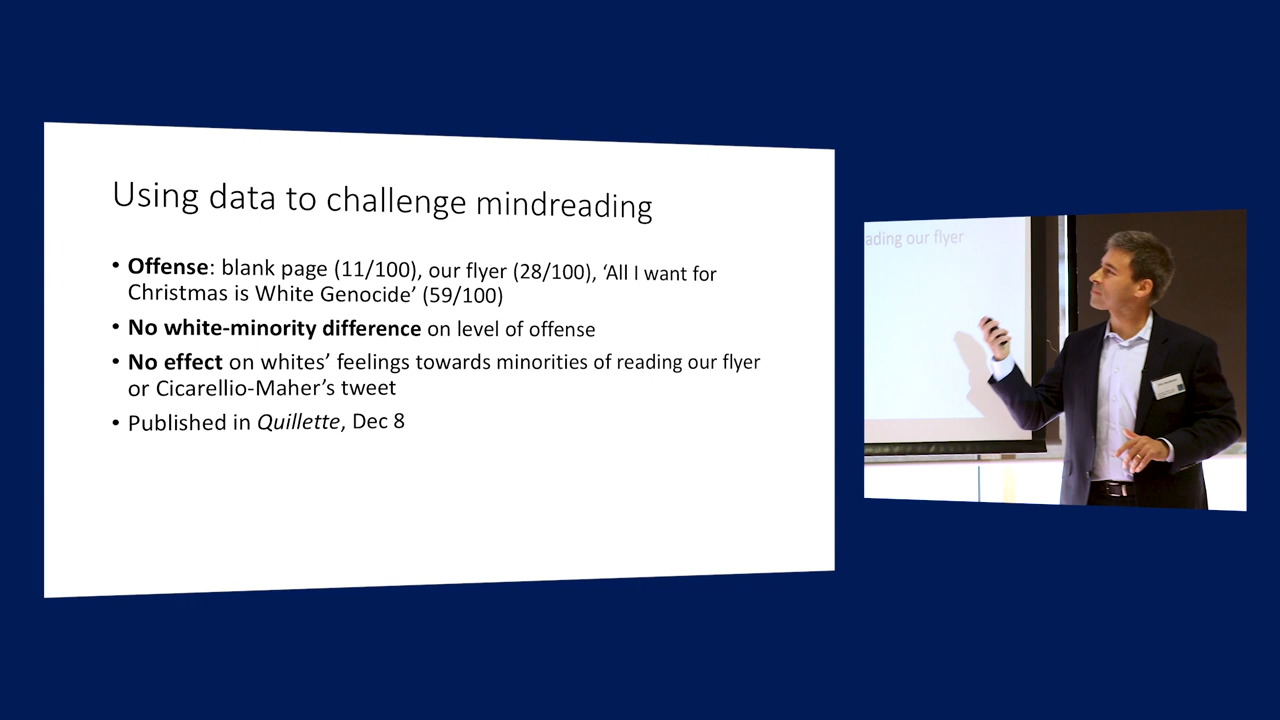 Using data to challenge mindreading
• Offense: blank page (11/100), our flyer (28/100), ‘All I want for
Christmas is White Genocide’ (59/100)
• No white-minority difference on level of offense
• No effect on whites’ feelings towards minorities of reading our flyer
or Cicarellio-Maher’s tweet
• Published in Quillette, Dec 8
ading our flyer